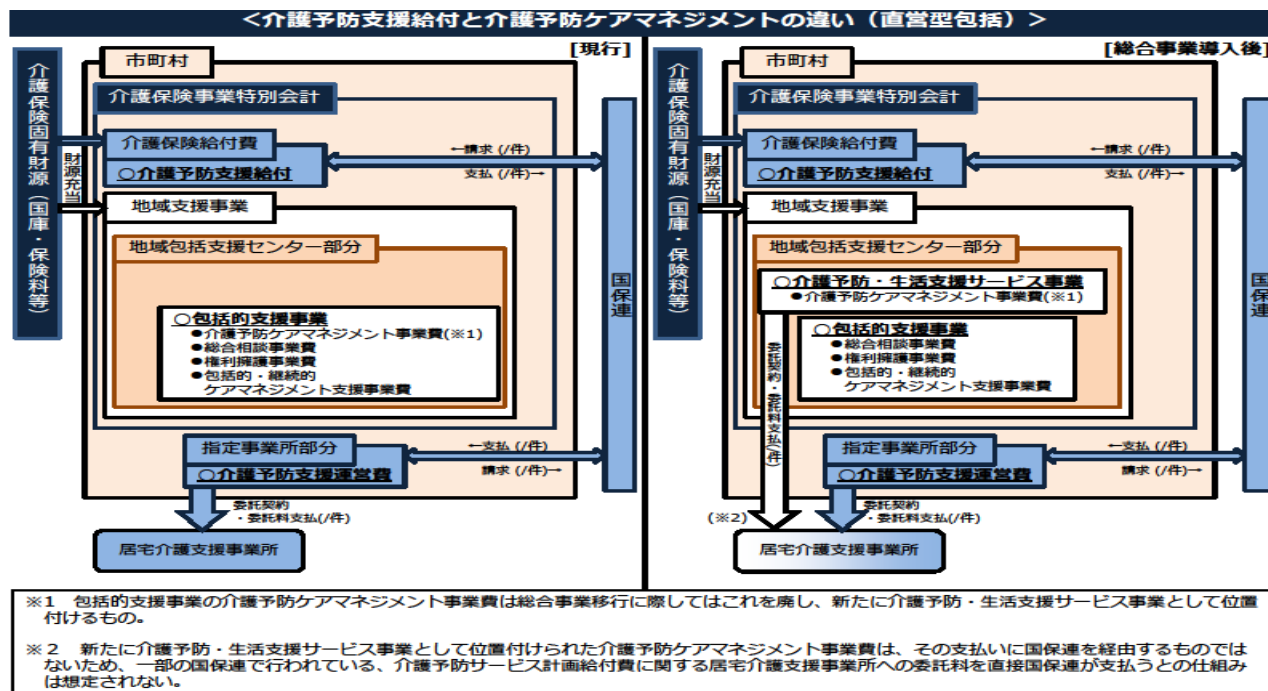 <介護予防支援給付と介護予防ケアマネジメントの違い（直営型包括）>
[現行]
介護保険固有財源（国庫・保険料等）
財源充当
市町村
介護保険事業特別会計
介護保険給付費
○介護予防支援給付
←請求 (/件)
支払 (/件)→
地域支援事業
地域包括支援センター部分
○包括的支援事業
●介護予防ケアマネジメント事業費(※1)
●総合相談事業費
●権利擁護事業費
●包括的・継続的
ケアマネジメント支援事業費
国保連
指定事業所部分
○介護予防支援運営費
←支払 (/件)
請求 (/件)→
委託契約
・委託料支払(/件)
居宅介護支援事業所
[総合事業導入後]
介護保険固有財源（国庫・保険料等）
財源充当
市町村
介護保険事業特別会計
介護保険給付費
○介護予防支援給付
←請求 (/件)
支払 (/件)→
地域支援事業
地域包括支援センター部分
○介護予防・生活支援サービス事業
●介護予防ケアマネジメント事業費(※1)
○包括的支援事業
●総合相談事業費
●権利擁護事業費
●包括的・継続的
ケアマネジメント支援事業費
委託契約・委託料支払(/件)
国保連
指定事業所部分
○介護予防支援運営費
←支払 (/件)
請求 (/件)→
(※2)
委託契約
・委託料支払(/件)
居宅介護支援事業所
※1　包括的支援事業の介護予防ケアマネジメント事業費は総合事業移行に際してはこれを廃し、新たに介護予防・生活支援サービス事業として位置
付けるもの。
※２　新たに介護予防・生活支援サービス事業として位置付けられた介護予防ケアマネジメント事業費は、その支払いに国保連を経由するものでは
ないため、一部の国保連で行われている、介護予防サービス計画給付費に関する居宅介護支援事業所への委託料を直接国保連が支払うとの仕組み
は想定されない。